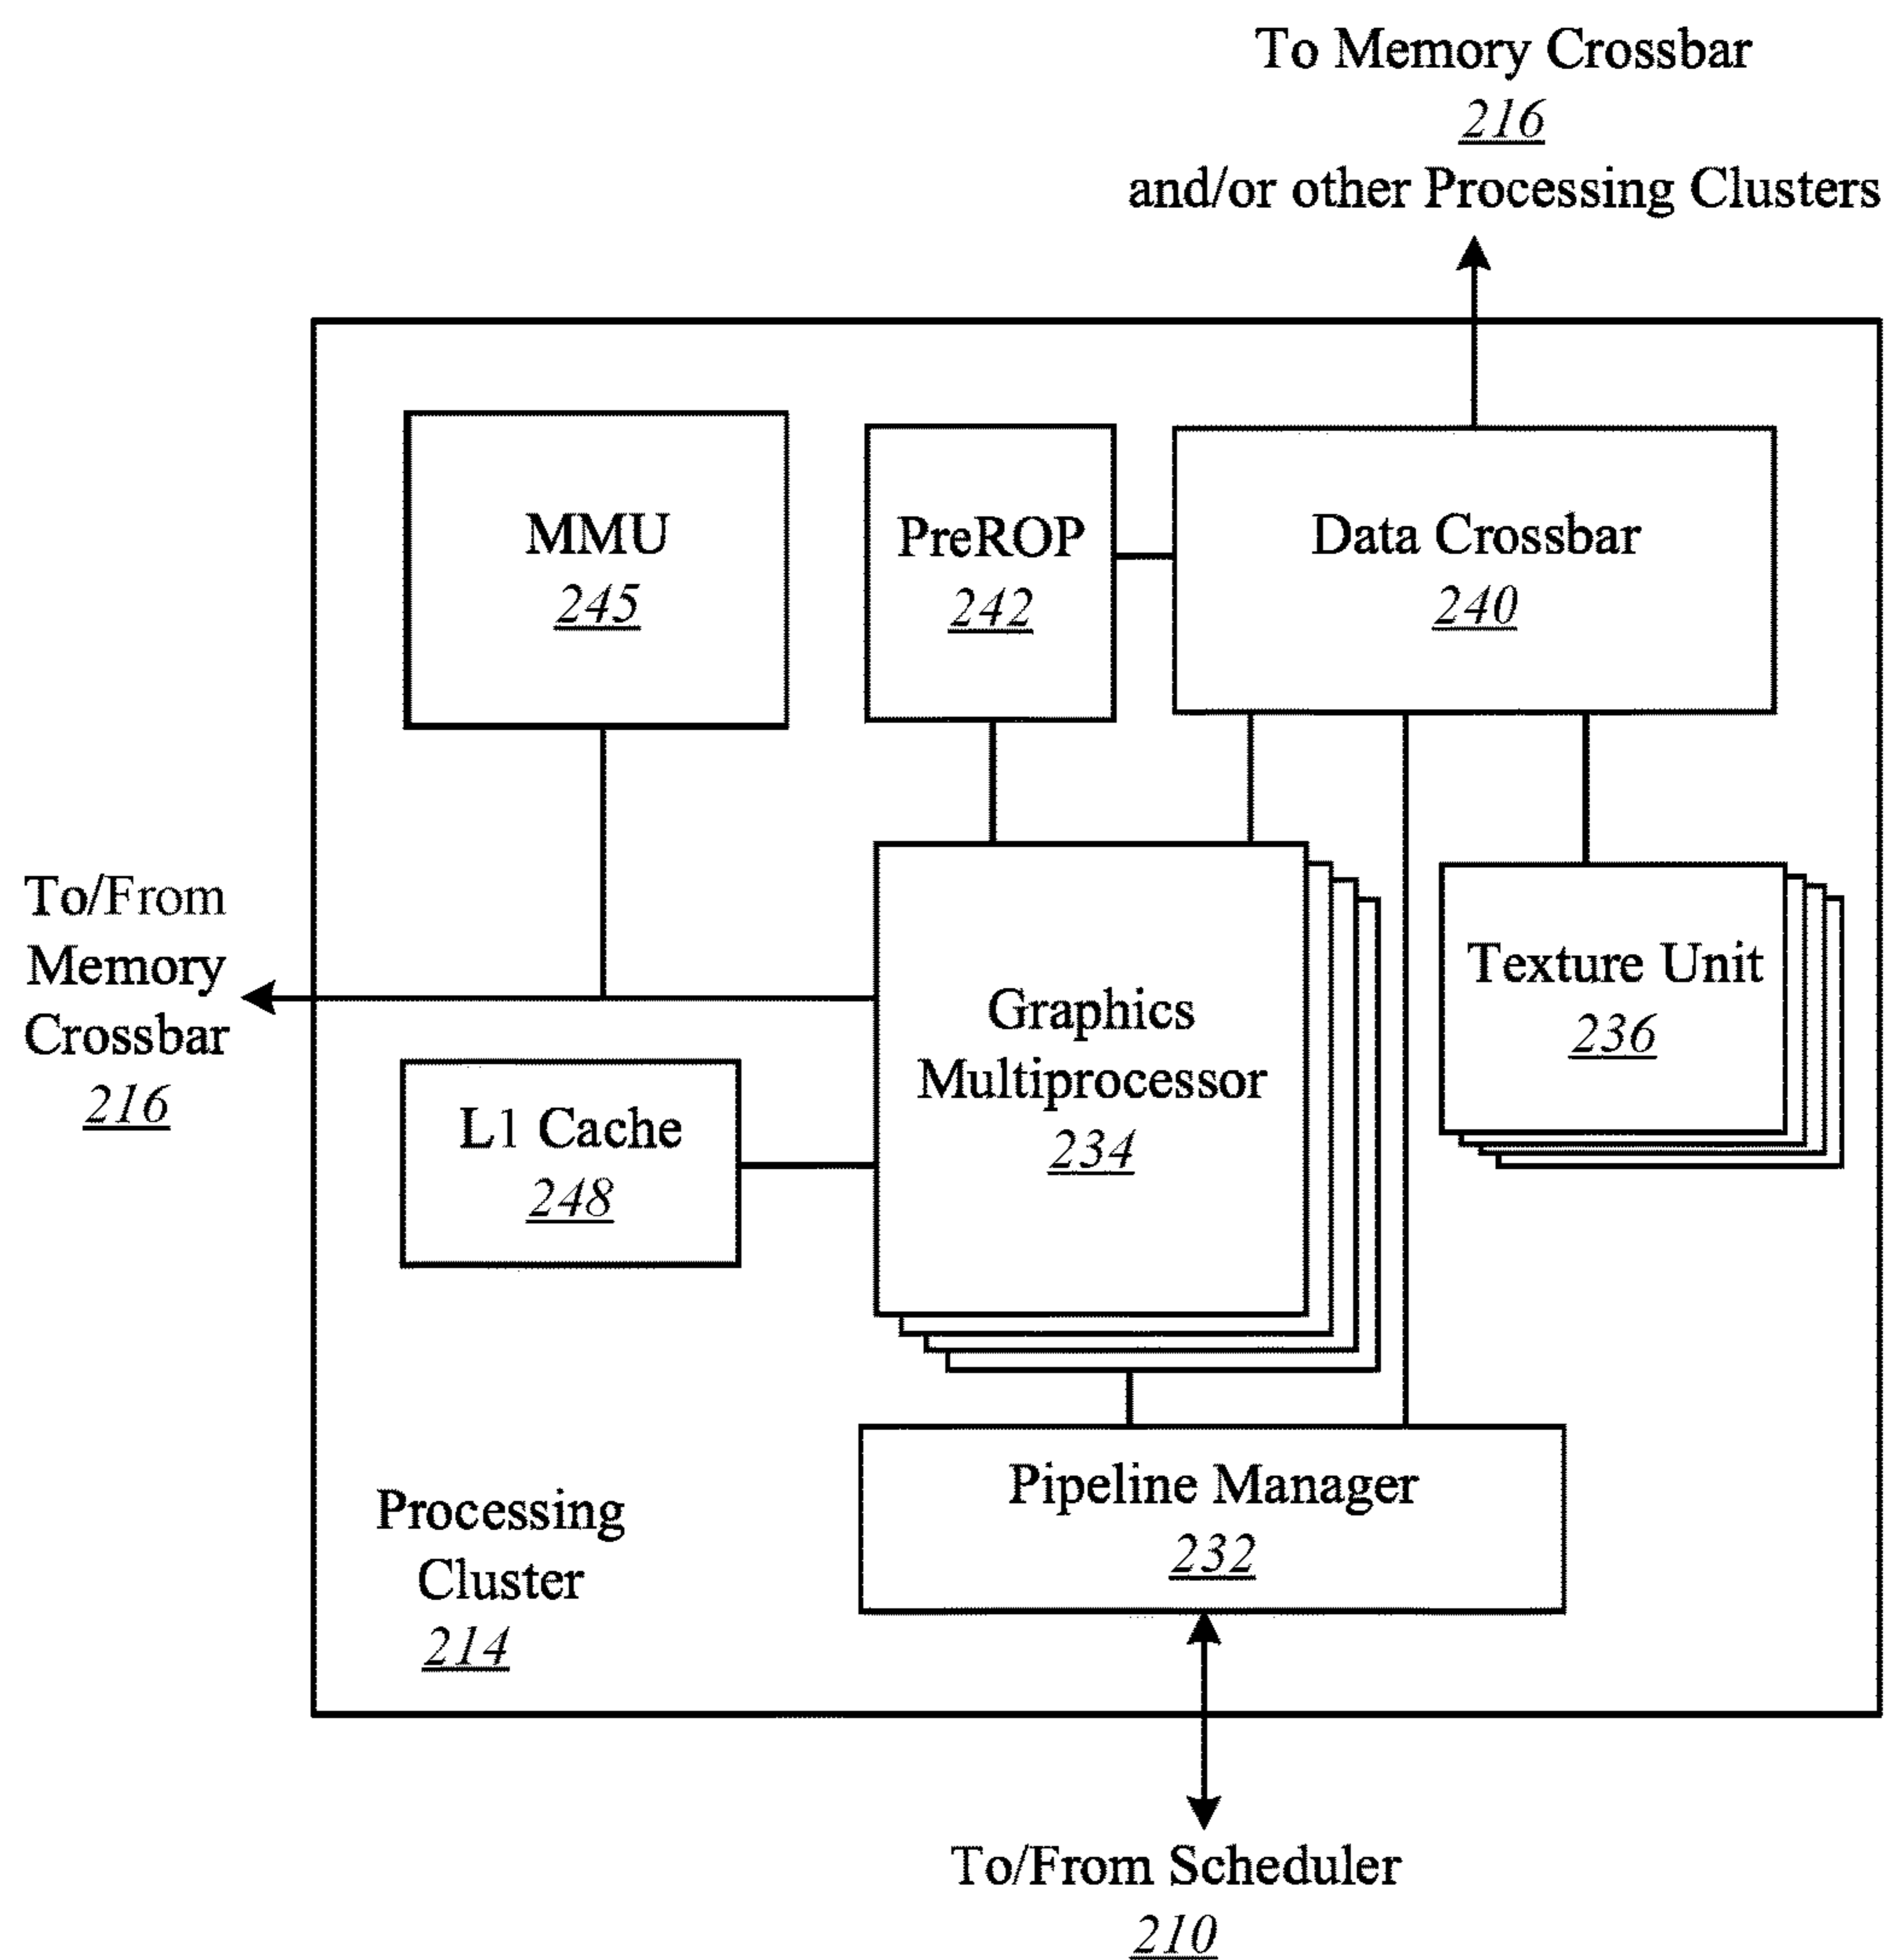 To Memory Crossbar
216
and/or other Processing Clusters
MMU
245
PreROP
242
Data Crossbar
240
To/From
Memory
Crossbar
216
L1 Cache
248
Graphics
Multiprocessor
234
Texture Unit
236
Pipeline Manager
232
Processing
Cluster
214
To/From Scheduler
210